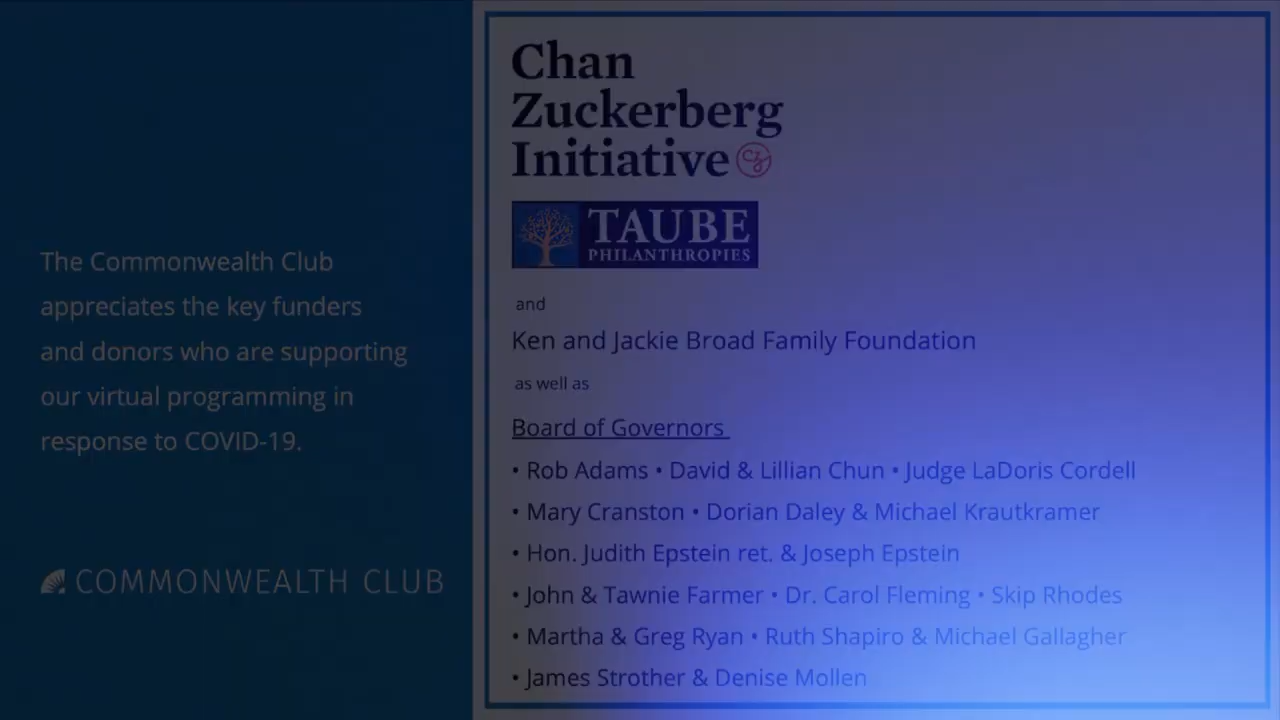 The Commonwealth Club
appreciates the key funders
and donors who are supporting
our virtual programming in
response to COVID-19.
COMMONWEALTH CLUB
Chan
Zuckerberg
Initiative
CZI
TAUBE
PHILANTHROPIES
and
Ken and Jackie Broad Family Foundation
as well as
Board of Governors
• Rob Adams • David & Lillian Chun • Judge LaDoris Cordell
• Mary Cranston • Dorian Daley & Michael Krautkramer
• Hon. Judith Epstein ret. & Joseph Epstein
• John & Tawnie Farmer • Dr. Carol Fleming • Skip Rhodes
• Martha & Greg Ryan • Ruth Shapiro & Michael Gallagher
• James Strother & Denise Mollen